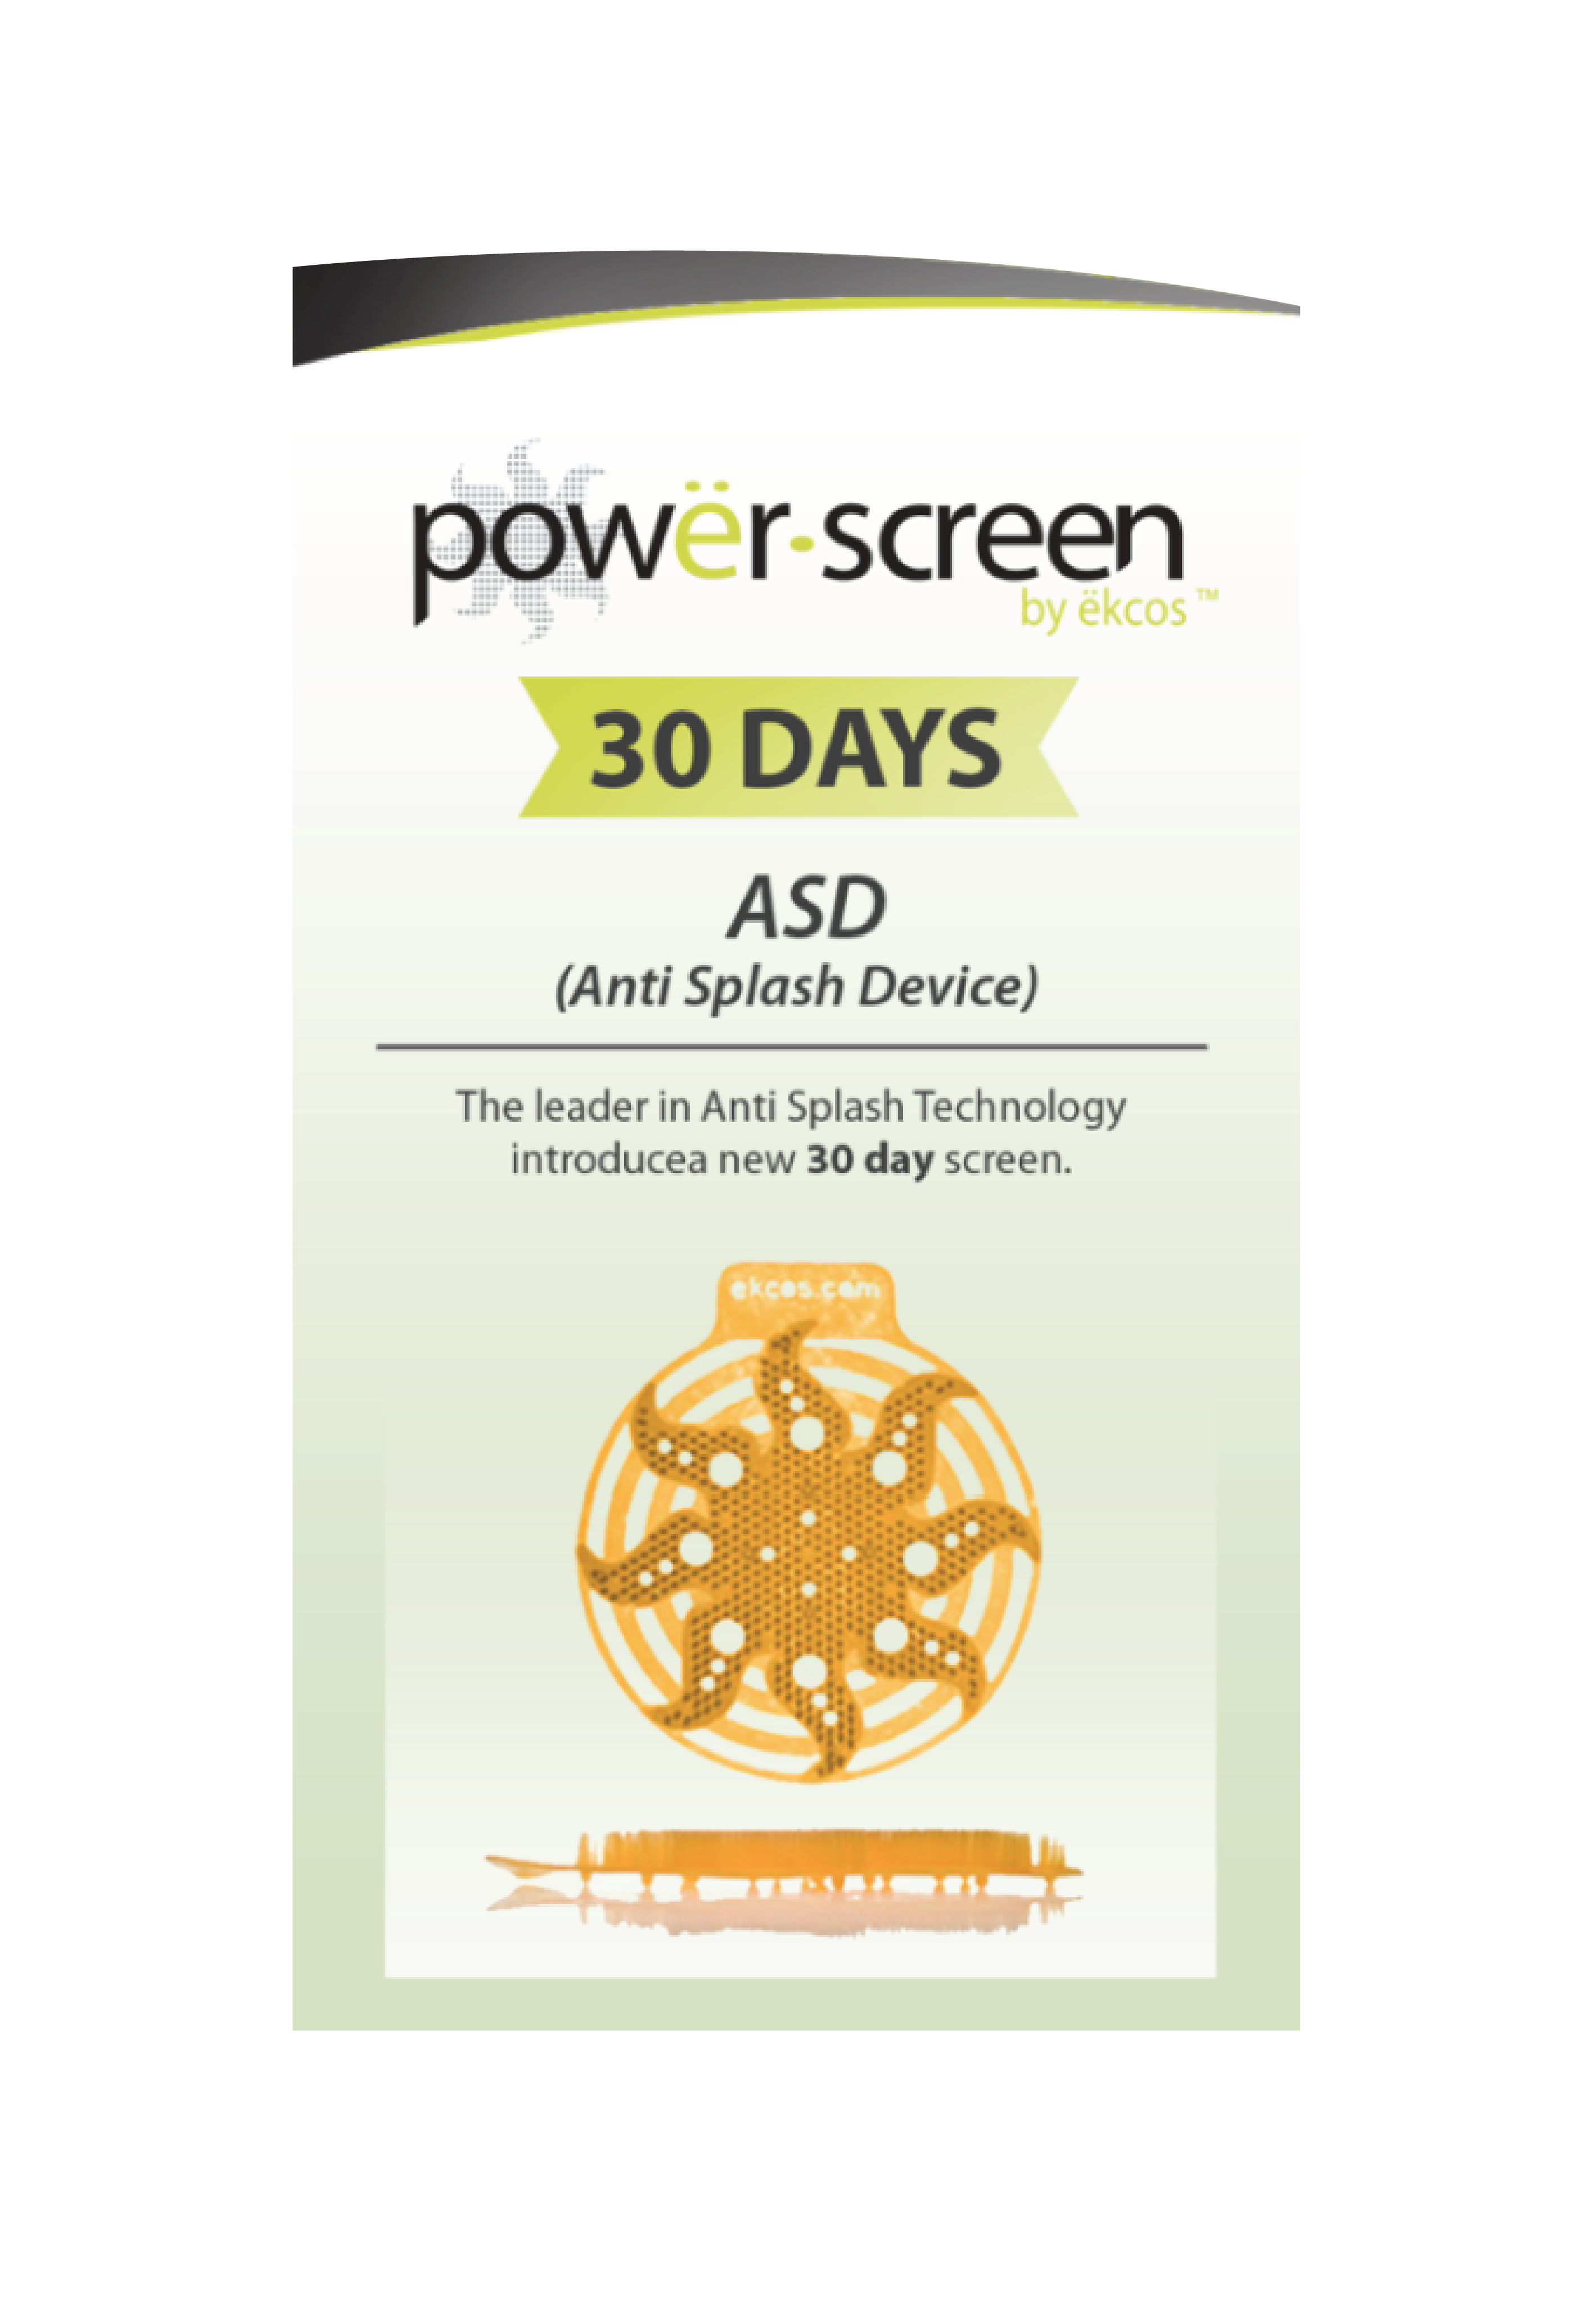 powër·screen
by ëkcos™
30 DAYS
ASD
(Anti Splash Device)
The leader in Anti Splash Technology
introducea new 30 day screen.
ekcos.com